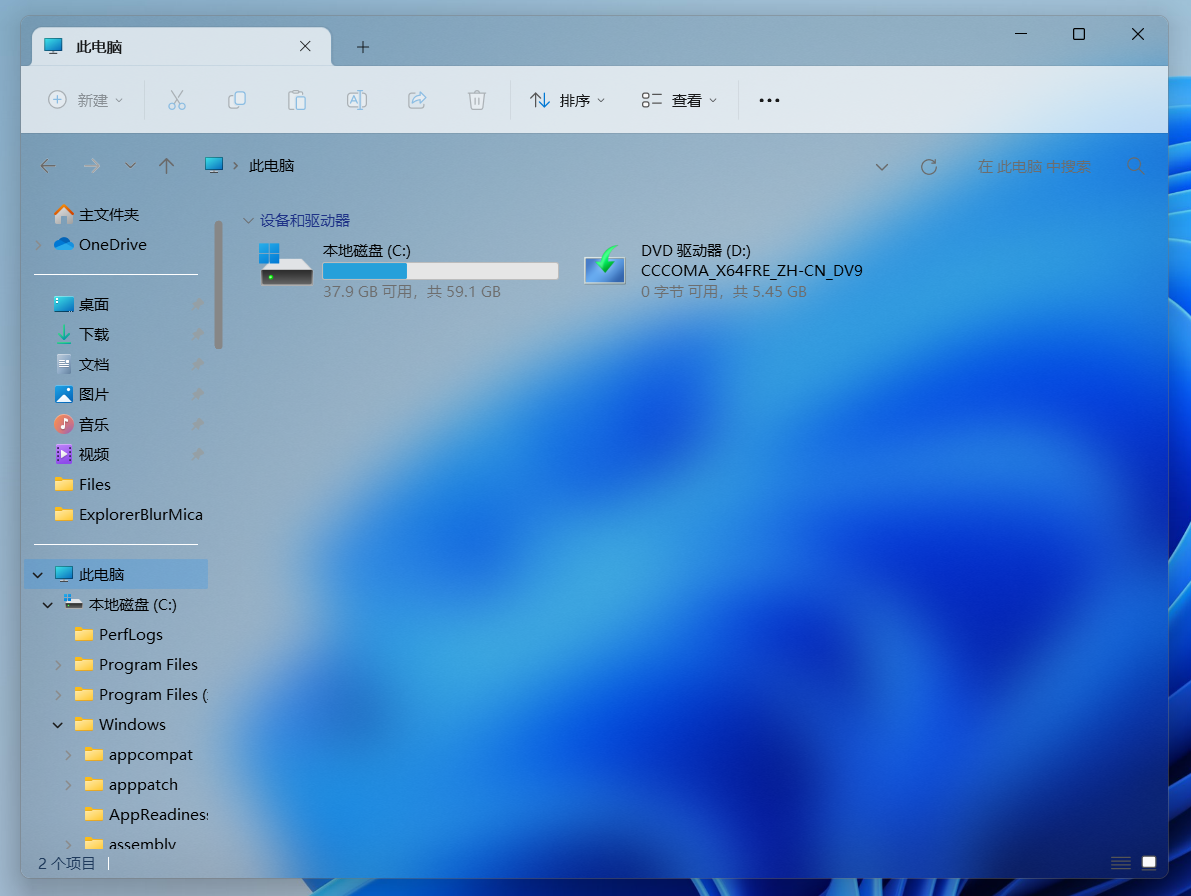 此电脑
新建
排序
查看
此电脑
在 此电脑 中搜索
主文件夹
OneDrive
桌面
下载
文档
图片
音乐
视频
Files
ExplorerBlurMica
此电脑
本地磁盘 (C:)
PerfLogs
Program Files
Program Files (
Windows
appcompat
apppatch
AppReadiness
assembly
设备和驱动器
本地磁盘 (C:)
37.9 GB 可用，共 59.1 GB
DVD 驱动器 (D:)
CCCOMA_X64FRE_ZH-CN_DV9
0 字节 可用，共 5.45 GB
2 个项目